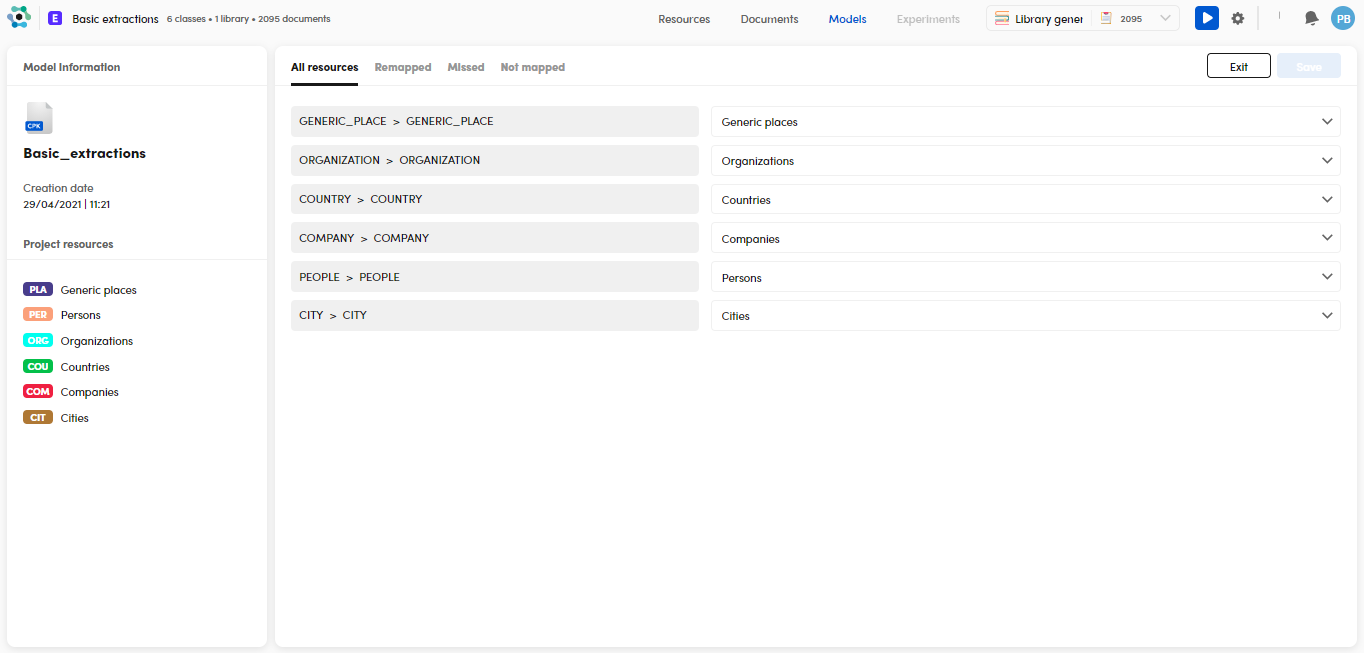 E Basic extractions 6 classes • 1 library • 2095 documents Resources Documents Models Experiments Library gener 2095 PB
Model Information
CPK
Basic_extractions
Creation date
29/04/2021 | 11:21
Project resources
PLA Generic places
PER Persons
ORG Organizations
COU Countries
COM Companies
CIT Cities
All resources Remapped Missed Not mapped Exit Save
GENERIC_PLACE > GENERIC_PLACE Generic places
ORGANIZATION > ORGANIZATION Organizations
COUNTRY > COUNTRY Countries
COMPANY > COMPANY Companies
PEOPLE > PEOPLE Persons
CITY > CITY Cities